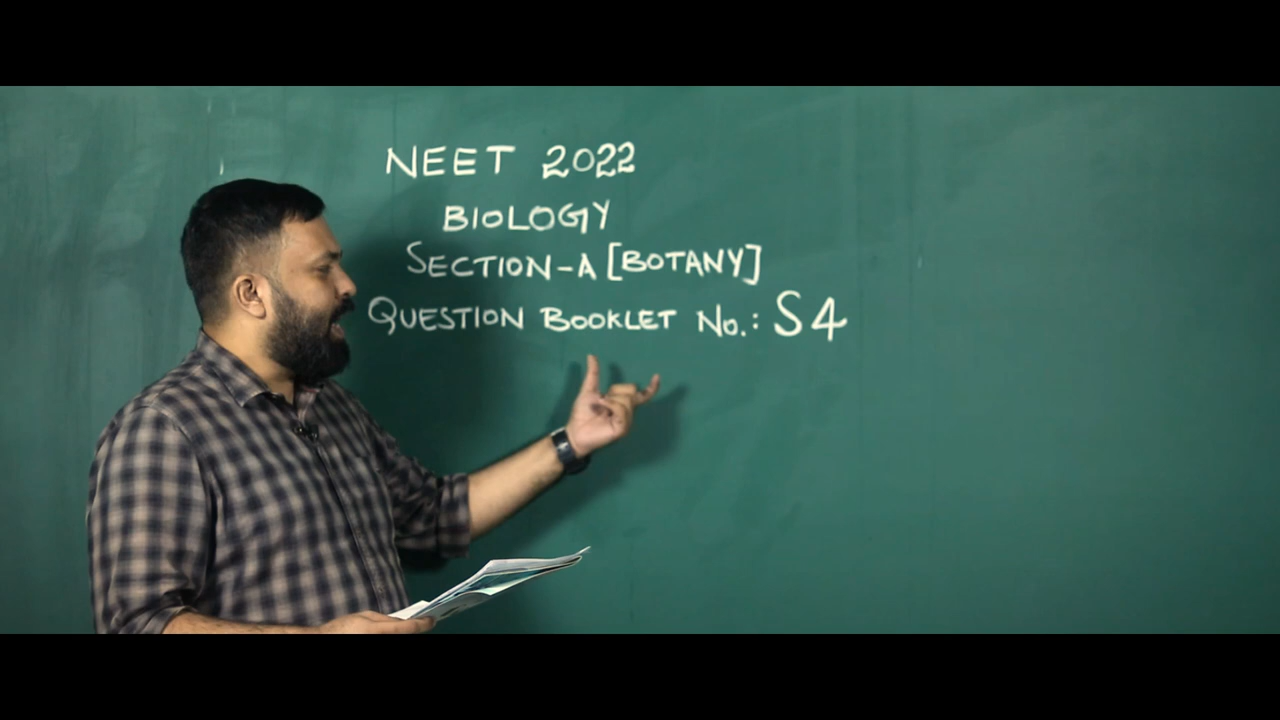 NEET 2022
BIOLOGY
SECTION-A [BOTANY]
QUESTION BOOKLET No.: S4